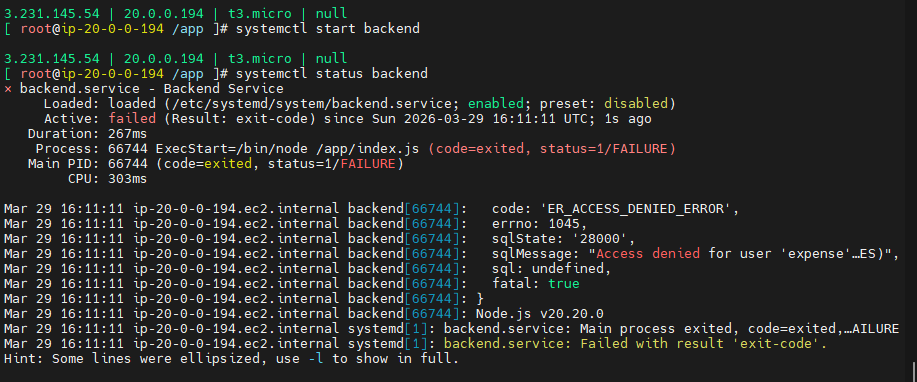 3.231.145.54 | 20.0.0.194 | t3.micro | null
[ root@ip-20-0-0-194 /app ]# systemctl start backend
3.231.145.54 | 20.0.0.194 | t3.micro | null
[ root@ip-20-0-0-194 /app ]# systemctl status backend
× backend.service - Backend Service
Loaded: loaded (/etc/systemd/system/backend.service; enabled; preset: disabled)
Active: failed (Result: exit-code) since Sun 2026-03-29 16:11:11 UTC; 1s ago
Duration: 267ms
Process: 66744 ExecStart=/bin/node /app/index.js (code=exited, status=1/FAILURE)
Main PID: 66744 (code=exited, status=1/FAILURE)
CPU: 303ms
Mar 29 16:11:11 ip-20-0-0-194.ec2.internal backend[66744]:   code: 'ER_ACCESS_DENIED_ERROR',
Mar 29 16:11:11 ip-20-0-0-194.ec2.internal backend[66744]:   errno: 1045,
Mar 29 16:11:11 ip-20-0-0-194.ec2.internal backend[66744]:   sqlState: '28000',
Mar 29 16:11:11 ip-20-0-0-194.ec2.internal backend[66744]:   sqlMessage: "Access denied for user 'expense'…ES)",
Mar 29 16:11:11 ip-20-0-0-194.ec2.internal backend[66744]:   sql: undefined,
Mar 29 16:11:11 ip-20-0-0-194.ec2.internal backend[66744]:   fatal: true
Mar 29 16:11:11 ip-20-0-0-194.ec2.internal backend[66744]: }
Mar 29 16:11:11 ip-20-0-0-194.ec2.internal backend[66744]: Node.js v20.20.0
Mar 29 16:11:11 ip-20-0-0-194.ec2.internal systemd[1]: backend.service: Main process exited, code=exited,…AILURE
Mar 29 16:11:11 ip-20-0-0-194.ec2.internal systemd[1]: backend.service: Failed with result 'exit-code'.
Hint: Some lines were ellipsized, use -l to show in full.